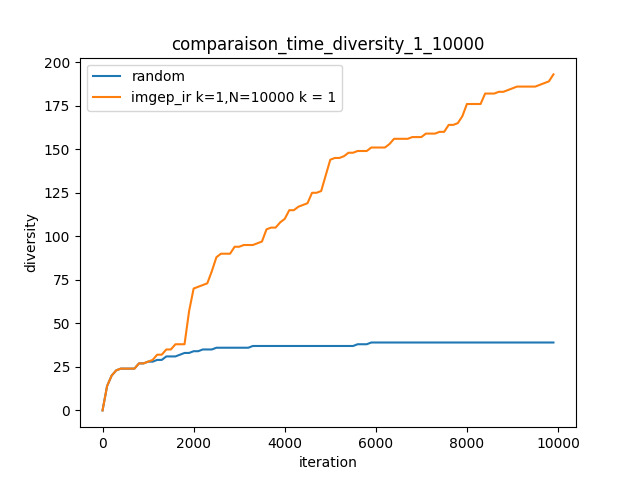 comparaison_time_diversity_1_10000
random
imgep_ir k=1,N=10000 k = 1
200
175
150
125
100
75
50
25
0
diversity
0 2000 4000 6000 8000 10000
iteration